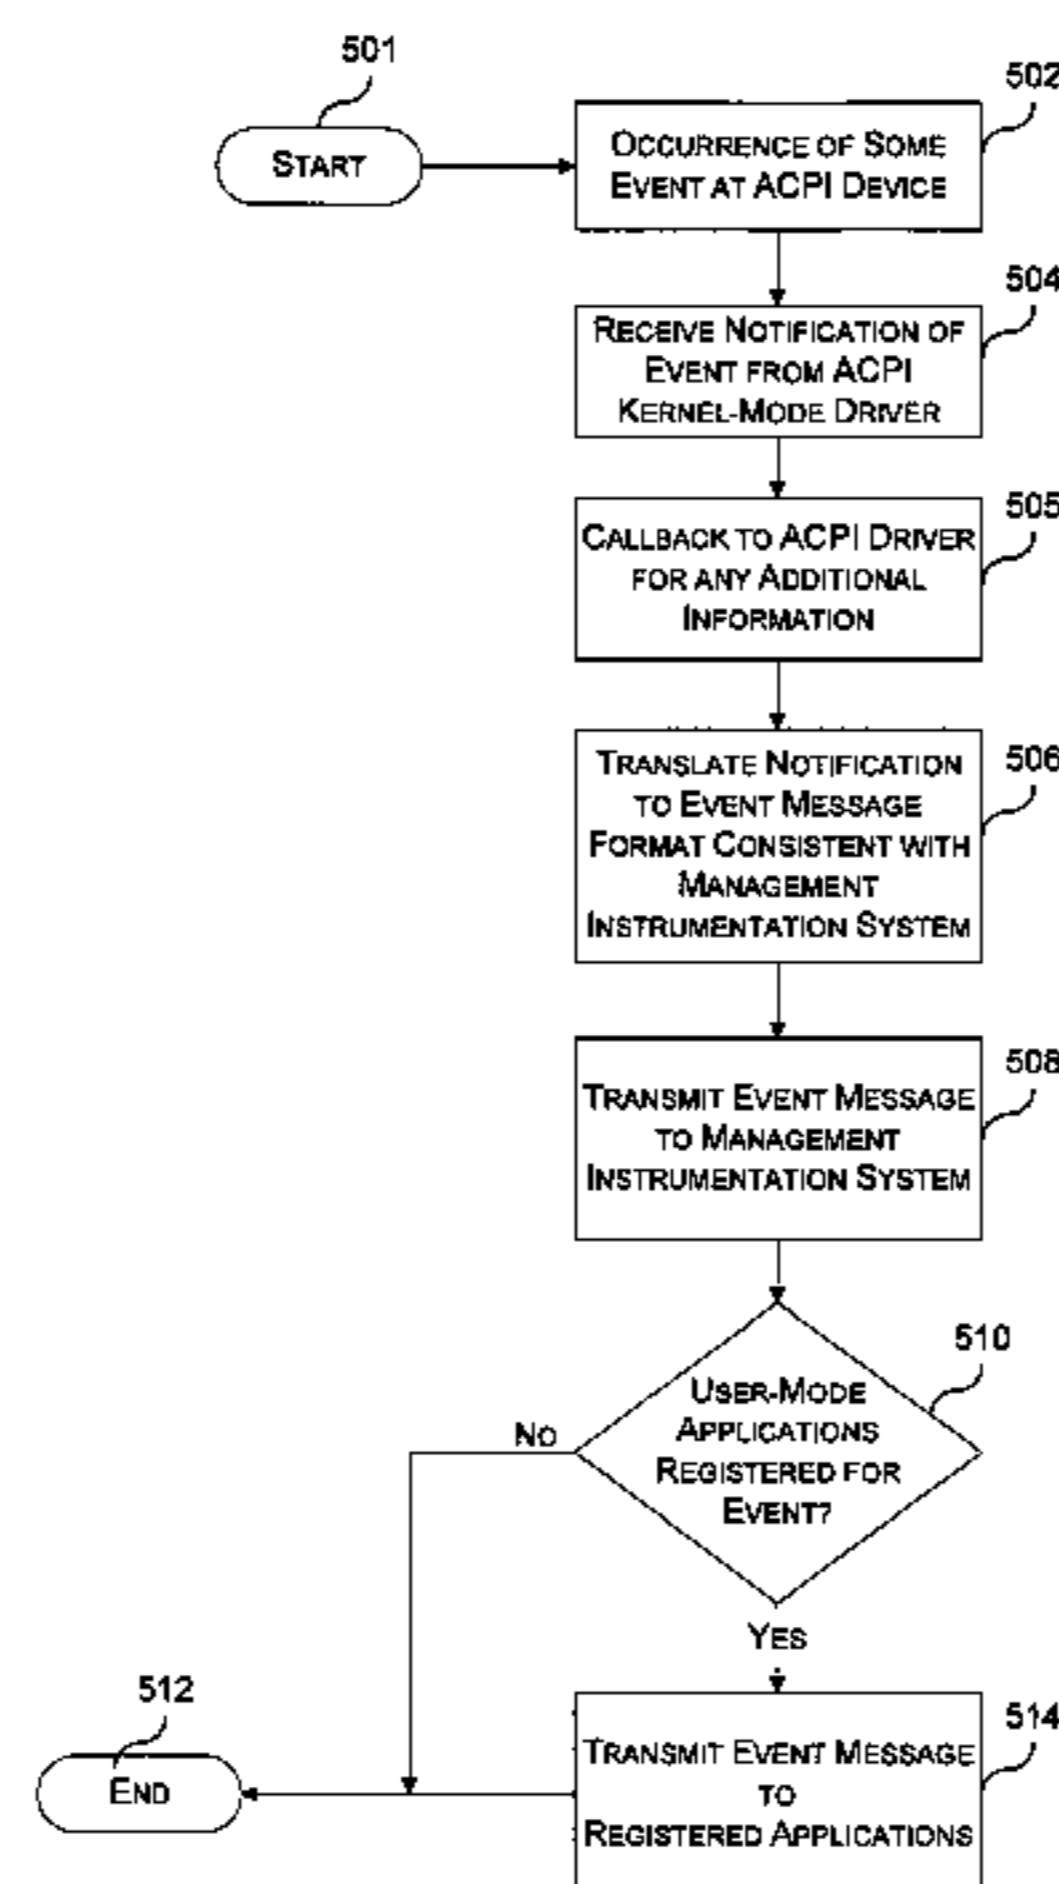 501
START
502
OCCURRENCE OF SOME
EVENT AT ACPI DEVICE
504
RECEIVE NOTIFICATION OF
EVENT FROM ACPI
KERNEL-MODE DRIVER
505
CALLBACK TO ACPI DRIVER
FOR ANY ADDITIONAL
INFORMATION
506
TRANSLATE NOTIFICATION
TO EVENT MESSAGE
FORMAT CONSISTENT WITH
MANAGEMENT
INSTRUMENTATION SYSTEM
508
TRANSMIT EVENT MESSAGE
TO MANAGEMENT
INSTRUMENTATION SYSTEM
510
USER-MODE
APPLICATIONS
REGISTERED FOR
EVENT?
NO
YES
512
END
514
TRANSMIT EVENT MESSAGE
TO
REGISTERED APPLICATIONS